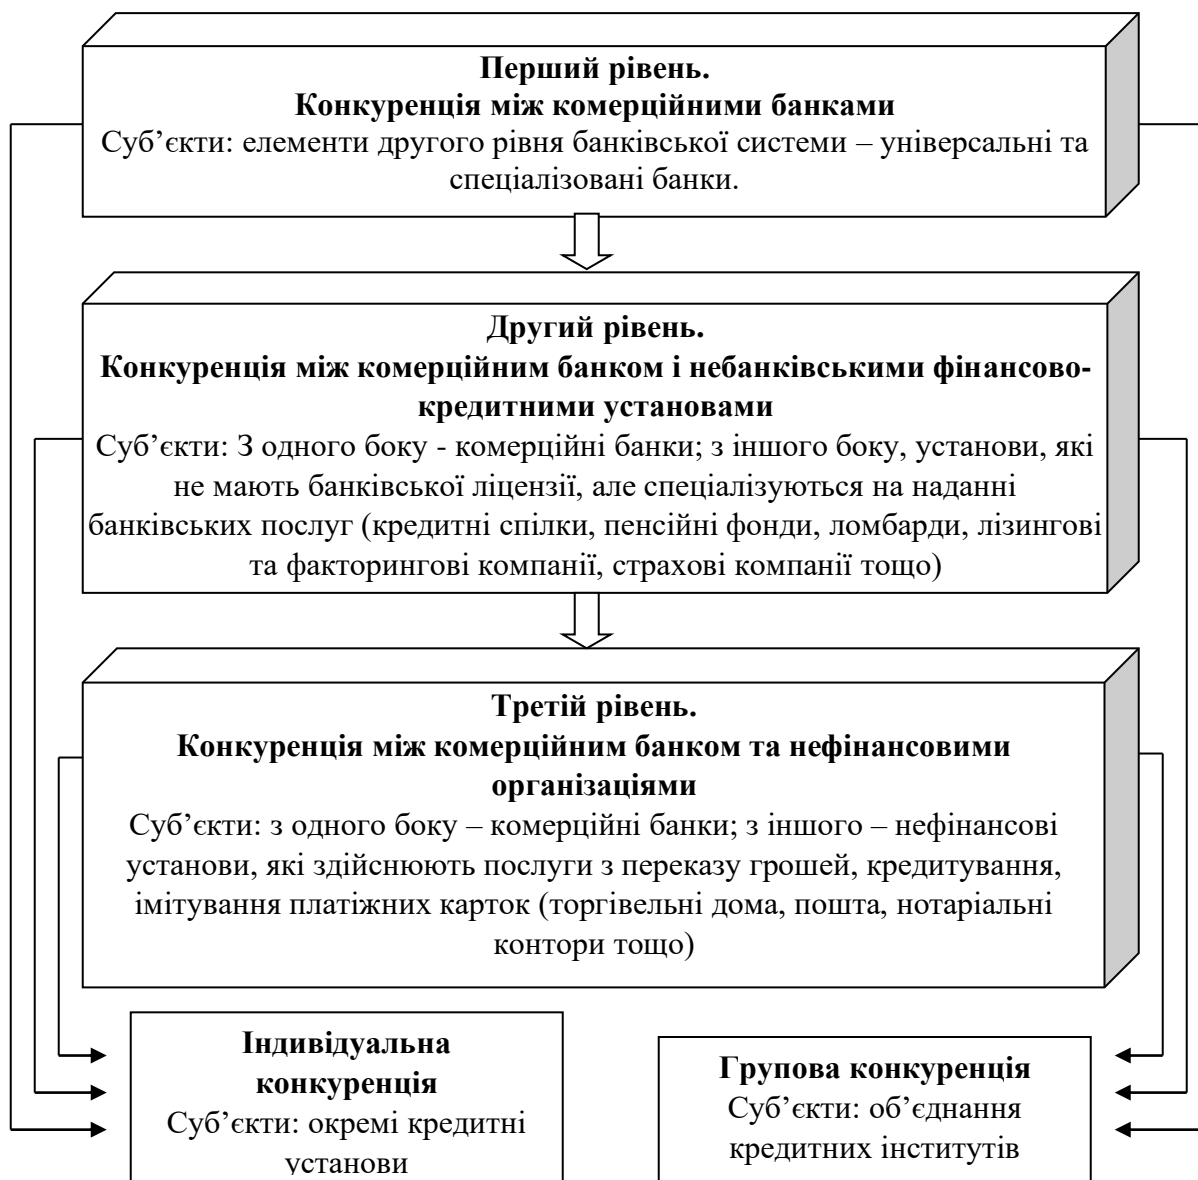 Перший рівень.
Конкуренція між комерційними банками
Суб’єкти: елементи другого рівня банківської системи – універсальні та
спеціалізовані банки.
Другий рівень.
Конкуренція між комерційним банком і небанківськими фінансово-
кредитними установами
Суб’єкти: З одного боку - комерційні банки; з іншого боку, установи, які
не мають банківської ліцензії, але спеціалізуються на наданні
банківських послуг (кредитні спілки, пенсійні фонди, ломбарди, лізингові
та факторингові компанії, страхові компанії тощо)
Третій рівень.
Конкуренція між комерційним банком та нефінансовими
організаціями
Суб’єкти: з одного боку – комерційні банки; з іншого – нефінансові
установи, які здійснюють послуги з переказу грошей, кредитування,
імітування платіжних карток (торгівельні дома, пошта, нотаріальні
контори тощо)
Індивідуальна
конкуренція
Суб’єкти: окремі кредитні
установи
Групова конкуренція
Суб’єкти: об’єднання
кредитних інститутів